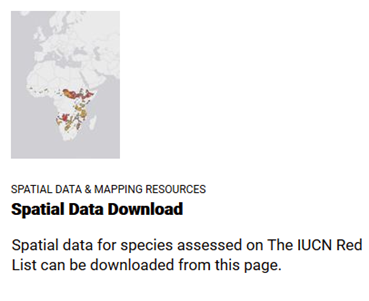 SPATIAL DATA & MAPPING RESOURCES
Spatial Data Download
Spatial data for species assessed on The IUCN Red
List can be downloaded from this page.